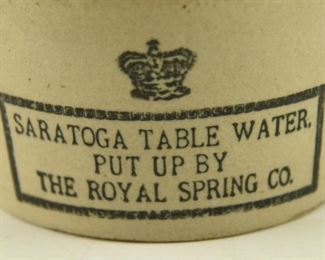 SARATOGA TABLE WATER,
PUT UP BY
THE ROYAL SPRING CO.